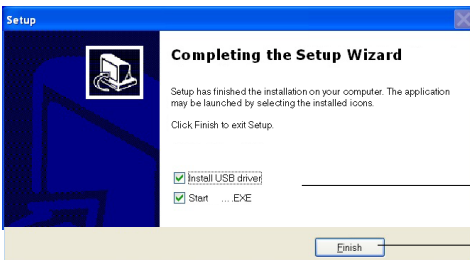 Setup
Completing the Setup Wizard
Setup has finished the installation on your computer. The application
may be launched by selecting the installed icons.
Click Finish to exit Setup.
Install USB driver
Start ....EXE
Finish